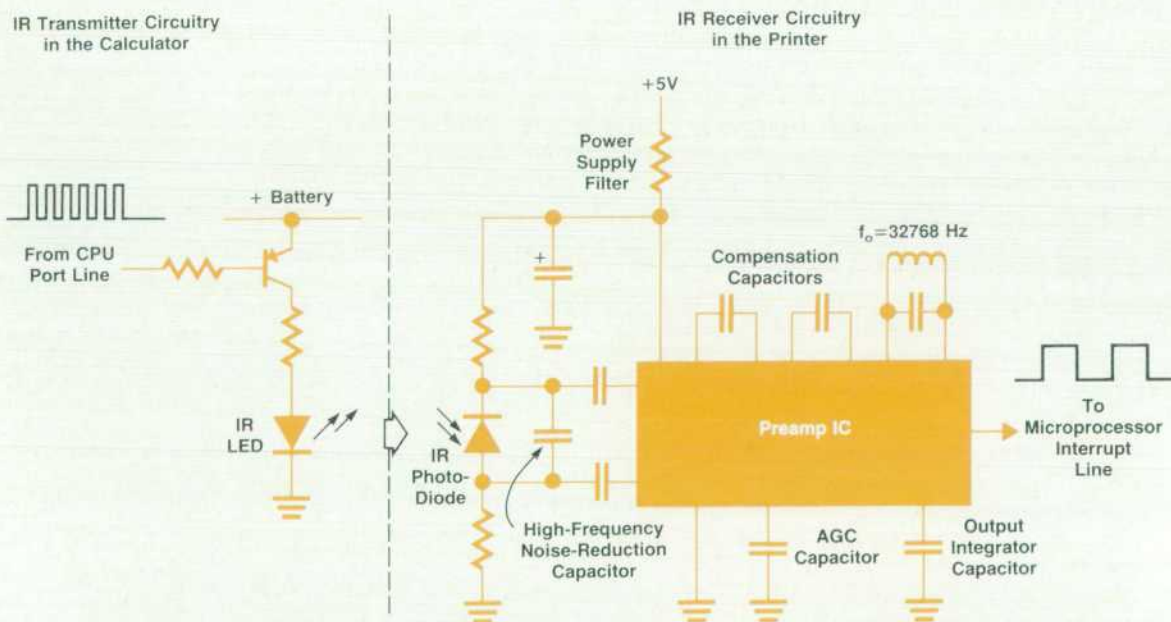 IR Transmitter Circuitry
in the Calculator
IR Receiver Circuitry
in the Printer
+5V
Power
Supply
Filter
+ Battery
From CPU
Port Line
IR
LED
+
fₒ=32768 Hz
Compensation
Capacitors
IR
Photo-
Diode
High-Frequency
Noise-Reduction
Capacitor
Preamp IC
To
Microprocessor
Interrupt
Line
AGC
Capacitor
Output
Integrator
Capacitor